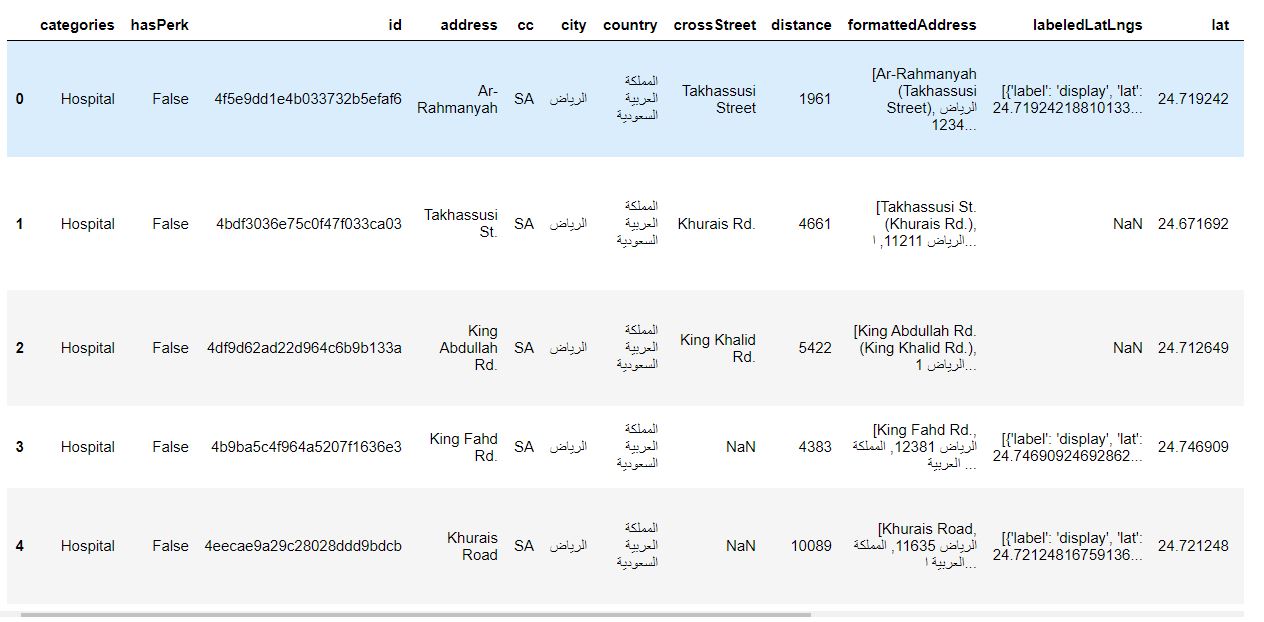 categories hasPerk id address cc city country crossStreet distance formattedAddress labeledLatLngs lat
0 Hospital False 4f5e9dd1e4b033732b5efaf6 Ar-Rahmanyah SA الرياض المملكة العربية السعودية Takhassusi Street 1961 [Ar-Rahmanyah (Takhassusi Street), الرياض 1234... [{'label': 'display', 'lat': 24.71924218810133... 24.719242
1 Hospital False 4bdf3036e75c0f47f033ca03 Takhassusi St. SA الرياض المملكة العربية السعودية Khurais Rd. 4661 [Takhassusi St. (Khurais Rd.), الرياض 11211, ا... NaN 24.671692
2 Hospital False 4df9d62ad22d964c6b9b133a King Abdullah Rd. SA الرياض المملكة العربية السعودية King Khalid Rd. 5422 [King Abdullah Rd. (King Khalid Rd.), الرياض 1... NaN 24.712649
3 Hospital False 4b9ba5c4f964a5207f1636e3 King Fahd Rd. SA الرياض المملكة العربية السعودية NaN 4383 [King Fahd Rd., الرياض 12381, المملكة العربية ... [{'label': 'display', 'lat': 24.74690924692862... 24.746909
4 Hospital False 4eecae9a29c28028ddd9bdcb Khurais Road SA الرياض المملكة العربية السعودية NaN 10089 [Khurais Road, الرياض 11635, المملكة العربية ا... [{'label': 'display', 'lat': 24.72124816759136... 24.721248